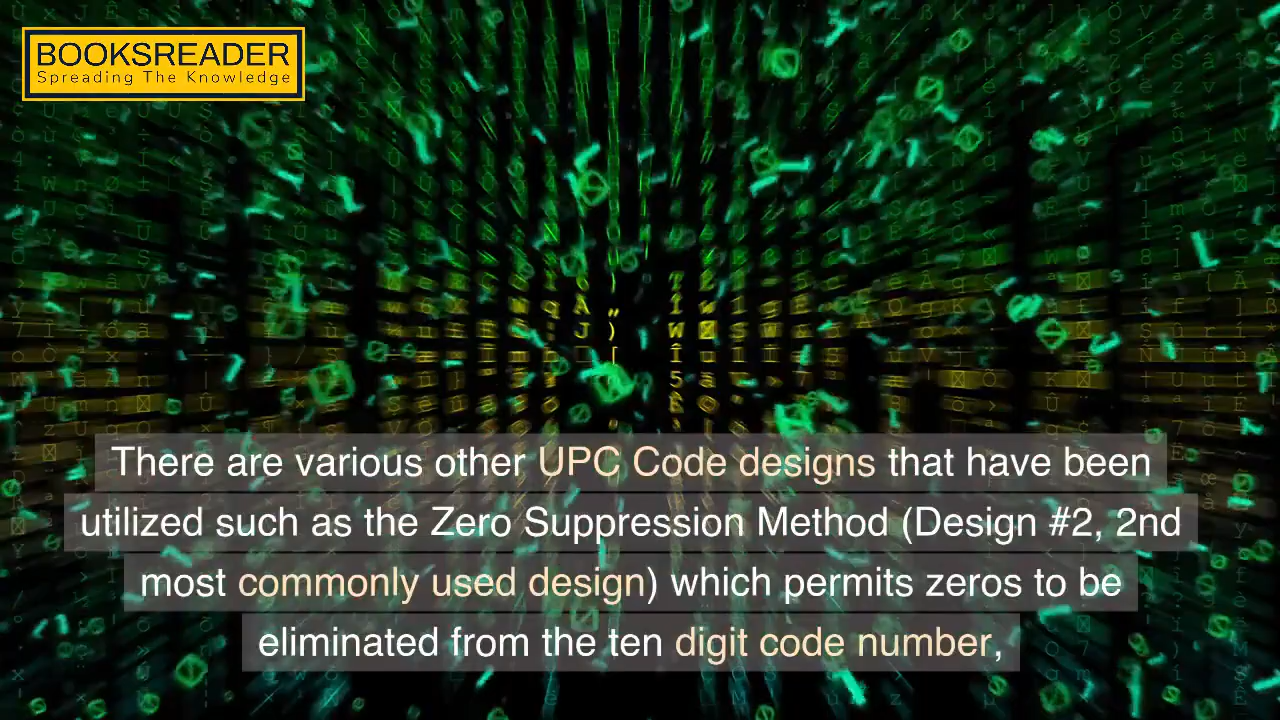 BOOKSREADER
Spreading The Knowledge
There are various other UPC Code designs that have been
utilized such as the Zero Suppression Method (Design #2, 2nd
most commonly used design) which permits zeros to be
eliminated from the ten digit code number,